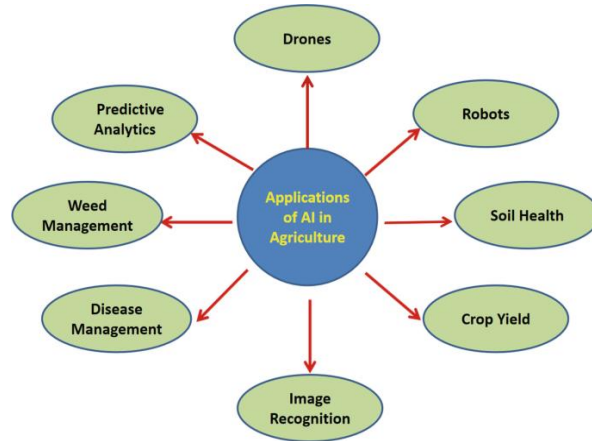 Drones
Predictive
Analytics
Robots
Applications
of AI in
Agriculture
Weed
Management
Soil Health
Disease
Management
Crop Yield
Image
Recognition